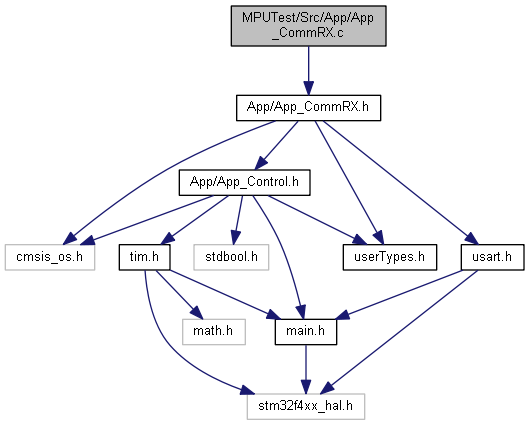 MPUTest/Src/App/App
_CommRX.c
App/App_CommRX.h
App/App_Control.h
cmsis_os.h
tim.h
stdbool.h
userTypes.h
usart.h
math.h
main.h
stm32f4xx_hal.h